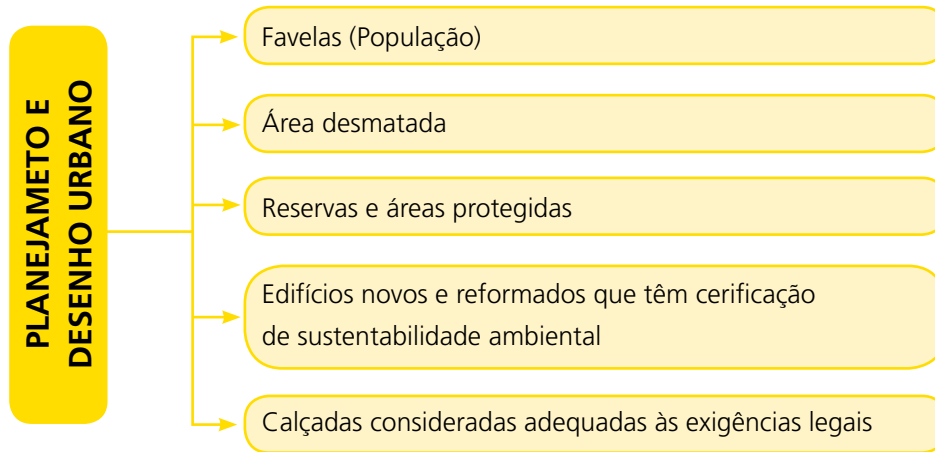 PLANEJAMETO E
DESENHO URBANO
Favelas (População)
Área desmatada
Reservas e áreas protegidas
Edifícios novos e reformados que têm cerificação
de sustentabilidade ambiental
Calçadas consideradas adequadas às exigências legais